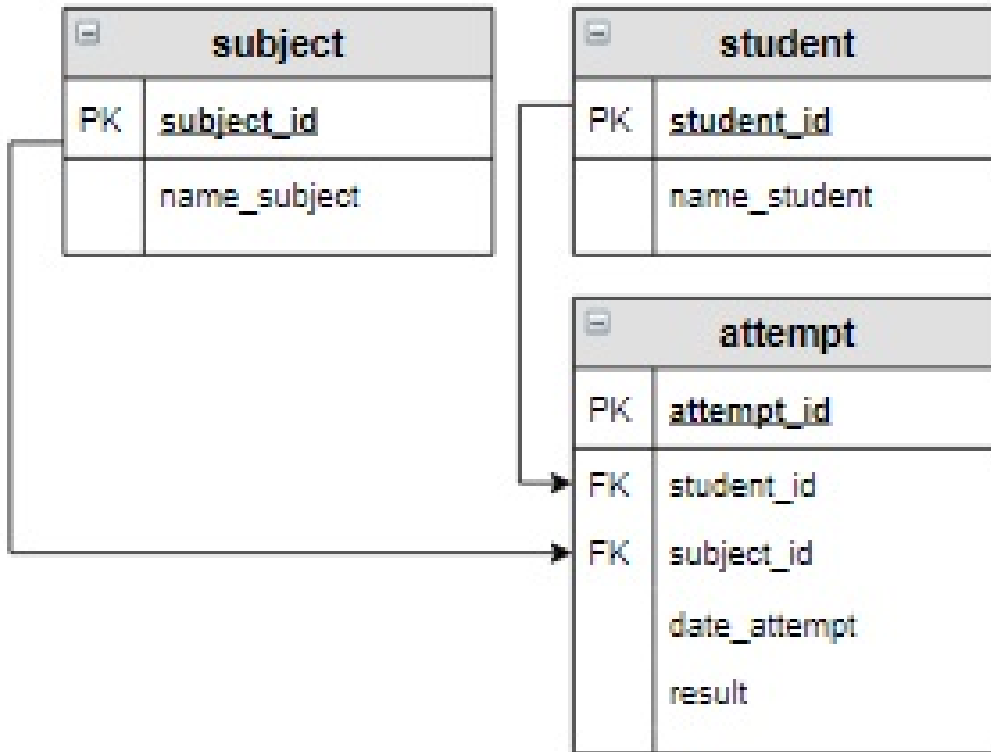 subject
PK subject_id
name_subject
student
PK student_id
name_student
attempt
PK attempt_id
FK student_id
FK subject_id
date_attempt
result